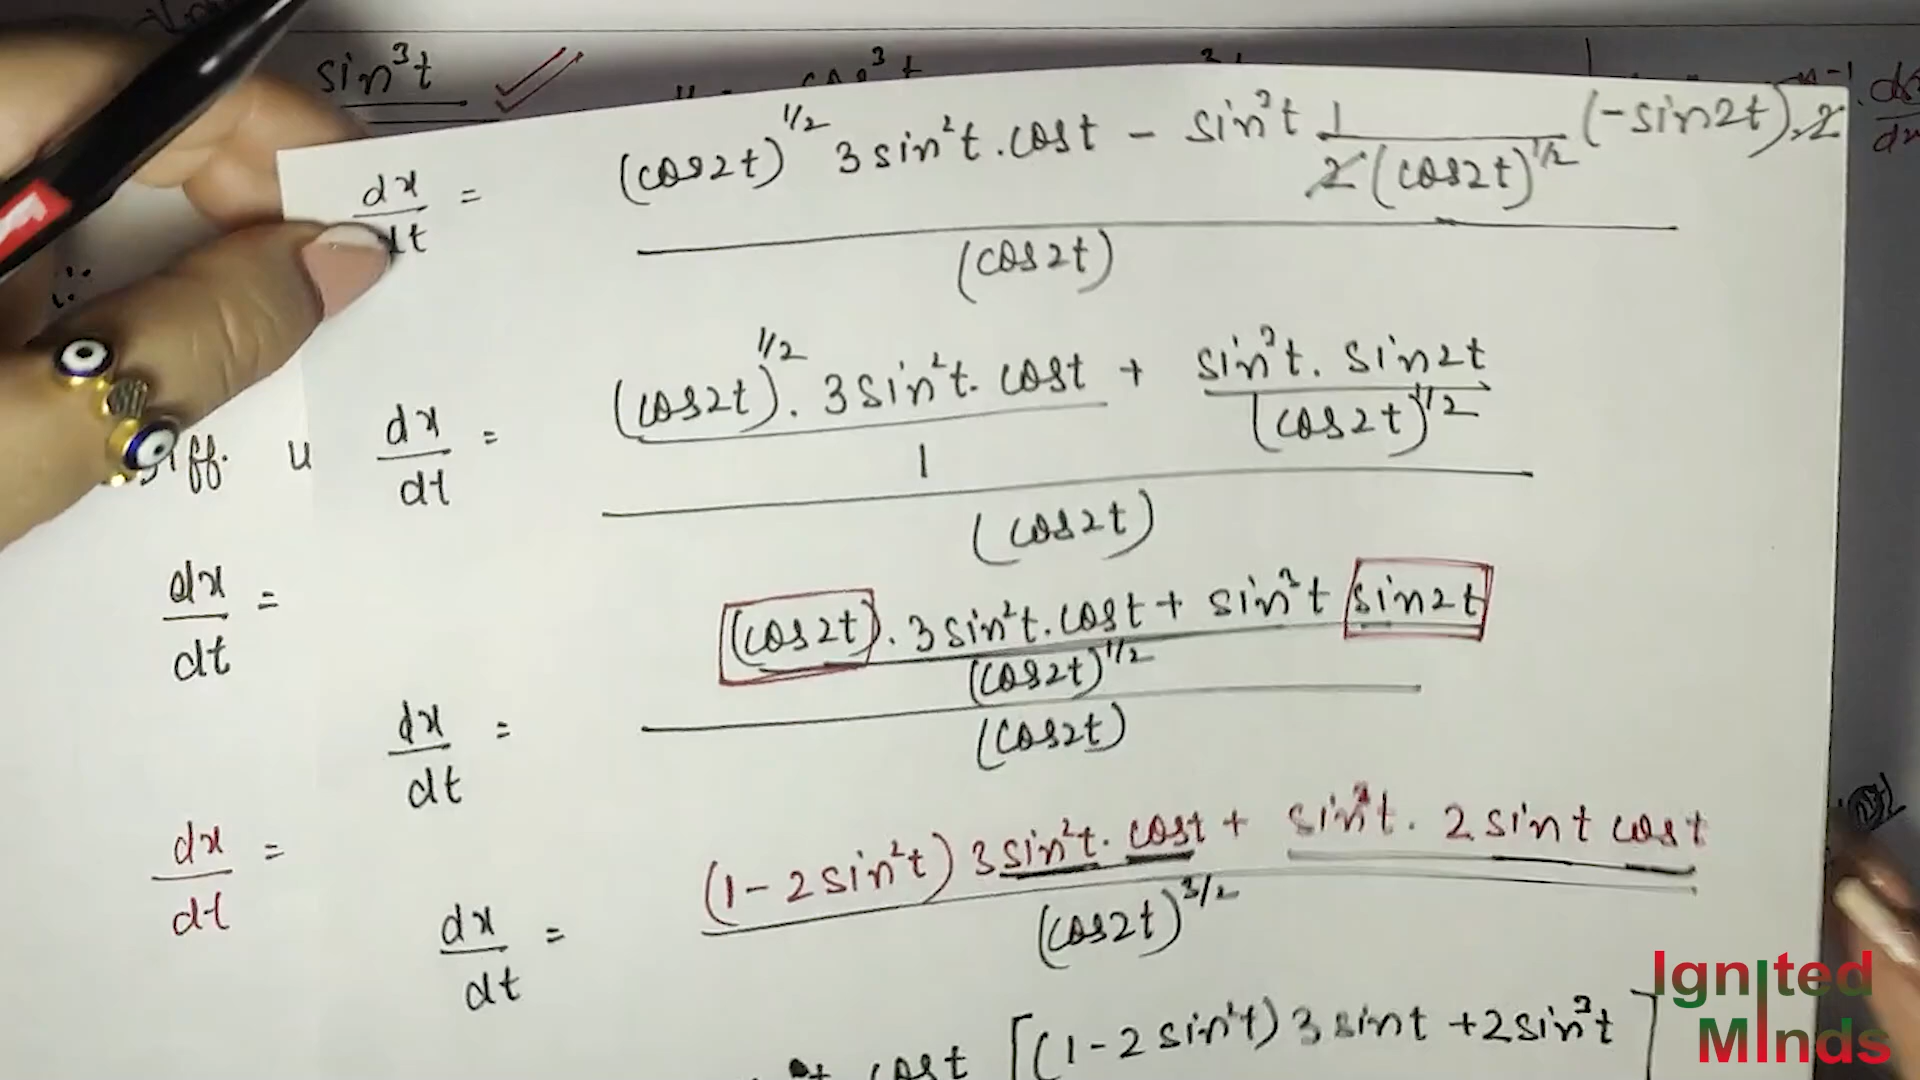 sin³t
dx/dt = ((cos2t)^1/2 3sin²t.cost - sin³t 1/(2(cos2t)^1/2) (-sin2t).2)/(cos2t)
diff.
dx/dt = ((cos2t)^1/2 . 3sin²t. cost/1 + sin³t. sin2t/(cos2t)^1/2)/(cos2t)
dx/dt =
dx/dt = ((cos2t). 3sin²t.cost + sin³t sin2t/(cos2t)^1/2)/(cos2t)
dx/dt =
dx/dt = ((1-2sin²t) 3sin²t. cost + sin³t. 2sint cost)/(cos2t)^3/2
cost [(1-2sin²t) 3sint + 2sin³t]
Ignited
Minds